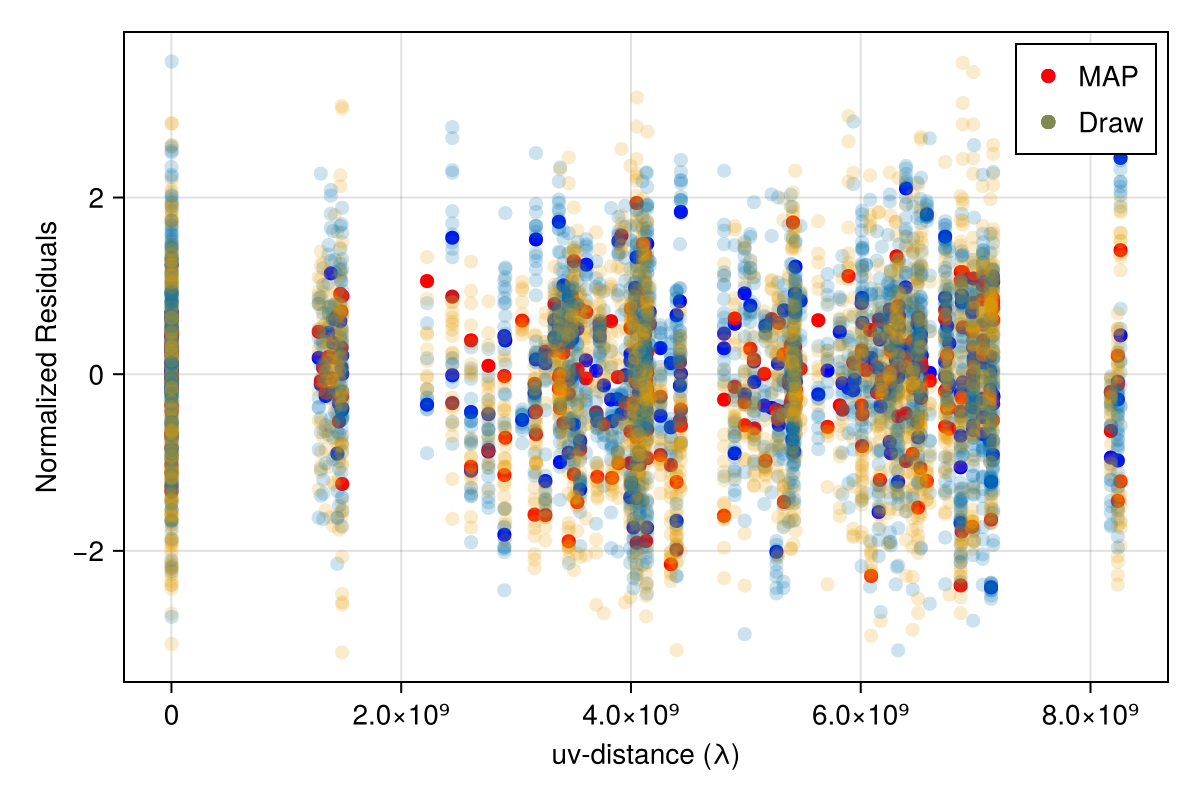 MAP
Draw
Normalized Residuals
2
0
−2
0
2.0×10⁹
4.0×10⁹
6.0×10⁹
8.0×10⁹
uv-distance (λ)